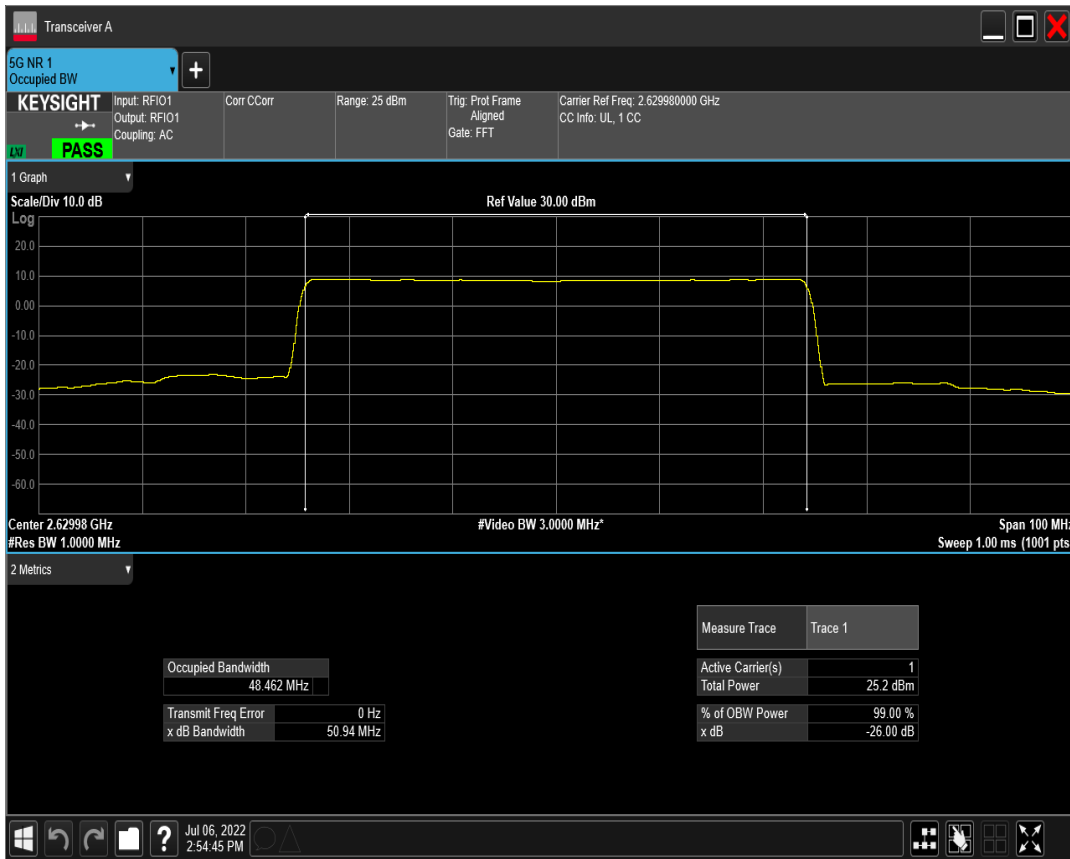 Transceiver A
5G NR 1
Occupied BW
KEYSIGHT
LXI
PASS
Input: RFIO1
Output: RFIO1
Coupling: AC
Corr CCorr
Range: 25 dBm
Trig: Prot Frame
Aligned
Gate: FFT
Carrier Ref Freq: 2.629980000 GHz
CC Info: UL, 1 CC
1 Graph
Scale/Div 10.0 dB
Ref Value 30.00 dBm
Log
20.0
10.0
0.00
-10.0
-20.0
-30.0
-40.0
-50.0
-60.0
Center 2.62998 GHz
#Video BW 3.0000 MHz*
Span 100 MHz
#Res BW 1.0000 MHz
Sweep 1.00 ms (1001 pts
2 Metrics
Measure Trace Trace 1
Occupied Bandwidth
48.462 MHz
Active Carrier(s) 1
Total Power 25.2 dBm
Transmit Freq Error 0 Hz
x dB Bandwidth 50.94 MHz
% of OBW Power 99.00 %
x dB -26.00 dB
?
Jul 06, 2022
2:54:45 PM